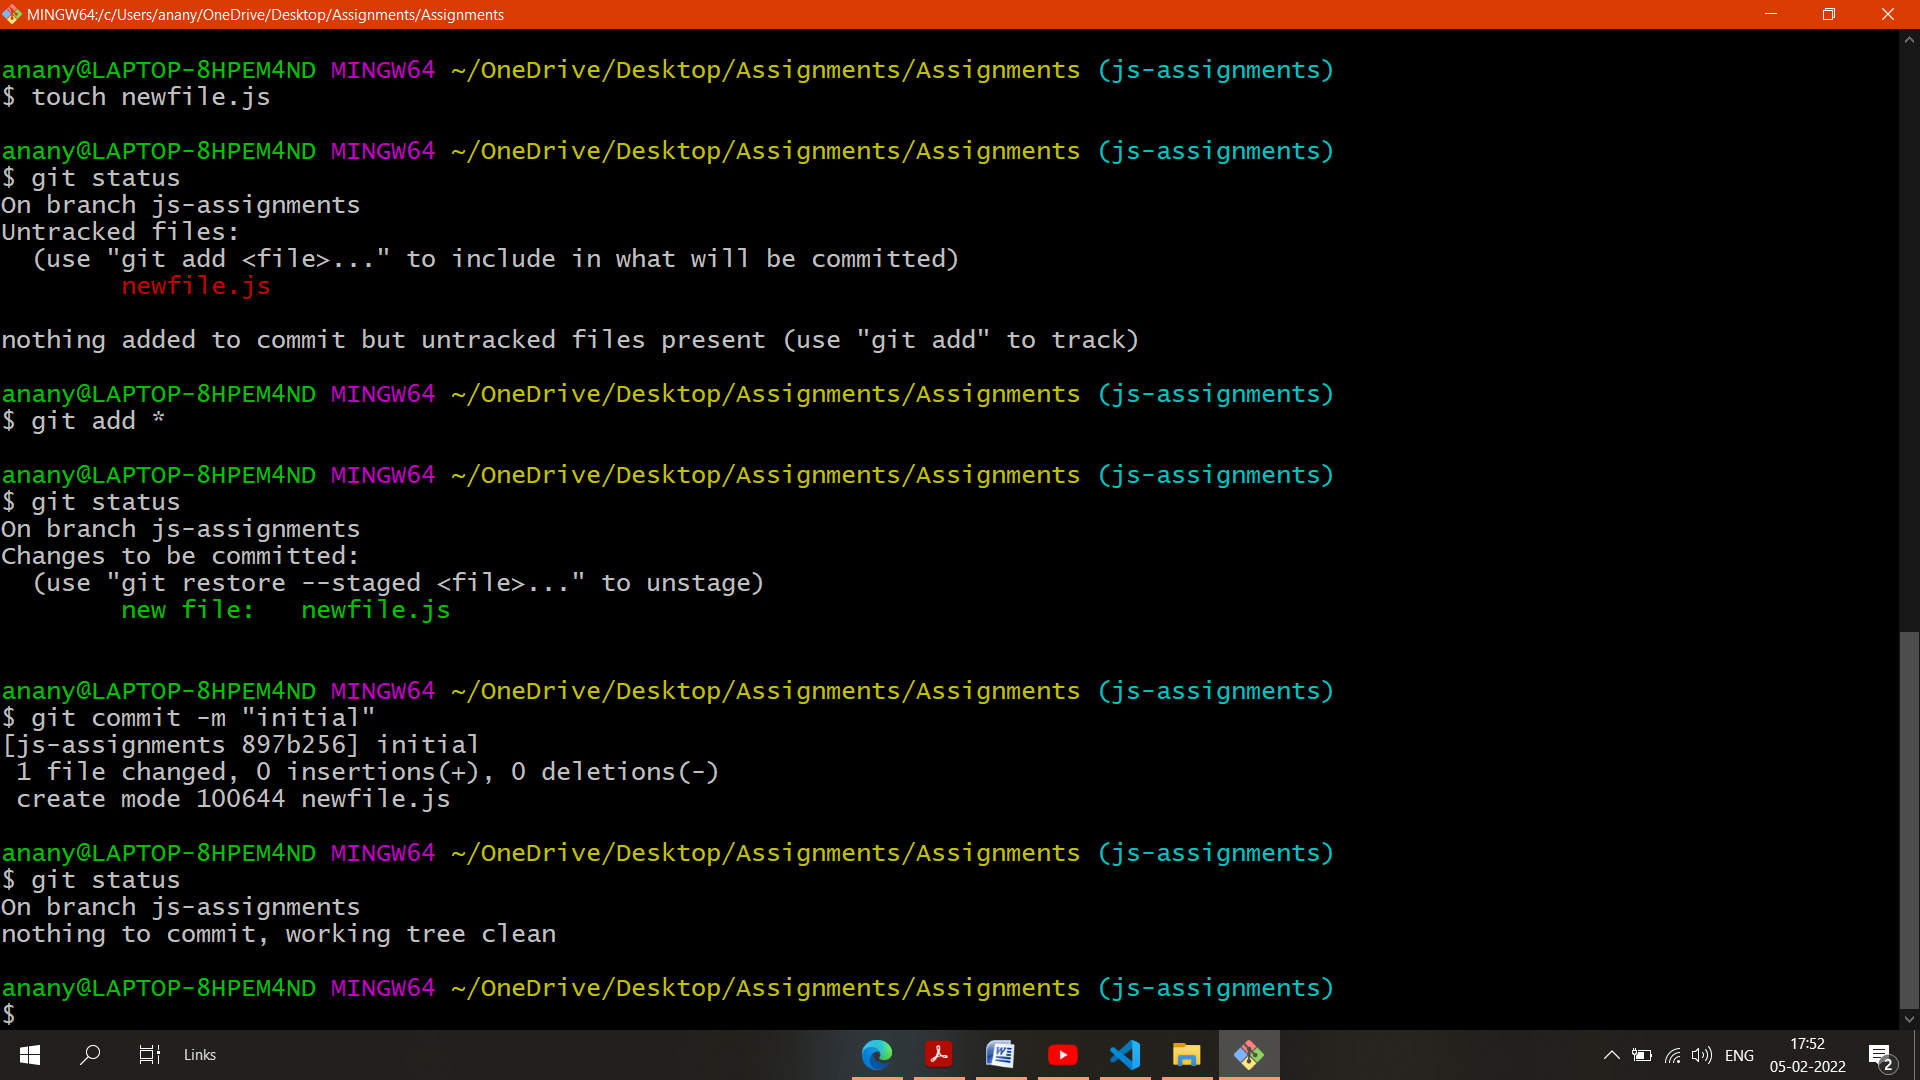 MINGW64:/c/Users/anany/OneDrive/Desktop/Assignments/Assignments
anany@LAPTOP-8HPEM4ND MINGW64 ~/OneDrive/Desktop/Assignments/Assignments (js-assignments)
$ touch newfile.js
anany@LAPTOP-8HPEM4ND MINGW64 ~/OneDrive/Desktop/Assignments/Assignments (js-assignments)
$ git status
On branch js-assignments
Untracked files:
  (use "git add <file>..." to include in what will be committed)
        newfile.js
nothing added to commit but untracked files present (use "git add" to track)
anany@LAPTOP-8HPEM4ND MINGW64 ~/OneDrive/Desktop/Assignments/Assignments (js-assignments)
$ git add *
anany@LAPTOP-8HPEM4ND MINGW64 ~/OneDrive/Desktop/Assignments/Assignments (js-assignments)
$ git status
On branch js-assignments
Changes to be committed:
  (use "git restore --staged <file>..." to unstage)
        new file:   newfile.js
anany@LAPTOP-8HPEM4ND MINGW64 ~/OneDrive/Desktop/Assignments/Assignments (js-assignments)
$ git commit -m "initial"
[js-assignments 897b256] initial
 1 file changed, 0 insertions(+), 0 deletions(-)
 create mode 100644 newfile.js
anany@LAPTOP-8HPEM4ND MINGW64 ~/OneDrive/Desktop/Assignments/Assignments (js-assignments)
$ git status
On branch js-assignments
nothing to commit, working tree clean
anany@LAPTOP-8HPEM4ND MINGW64 ~/OneDrive/Desktop/Assignments/Assignments (js-assignments)
$
Links
ENG
17:52
05-02-2022
2